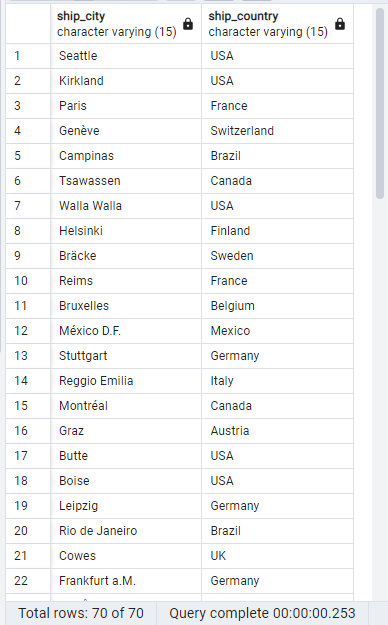 ship_city ship_country
character varying (15) character varying (15)
1 Seattle USA
2 Kirkland USA
3 Paris France
4 Genève Switzerland
5 Campinas Brazil
6 Tsawassen Canada
7 Walla Walla USA
8 Helsinki Finland
9 Bräcke Sweden
10 Reims France
11 Bruxelles Belgium
12 México D.F. Mexico
13 Stuttgart Germany
14 Reggio Emilia Italy
15 Montréal Canada
16 Graz Austria
17 Butte USA
18 Boise USA
19 Leipzig Germany
20 Rio de Janeiro Brazil
21 Cowes UK
22 Frankfurt a.M. Germany
Total rows: 70 of 70 Query complete 00:00:00.253